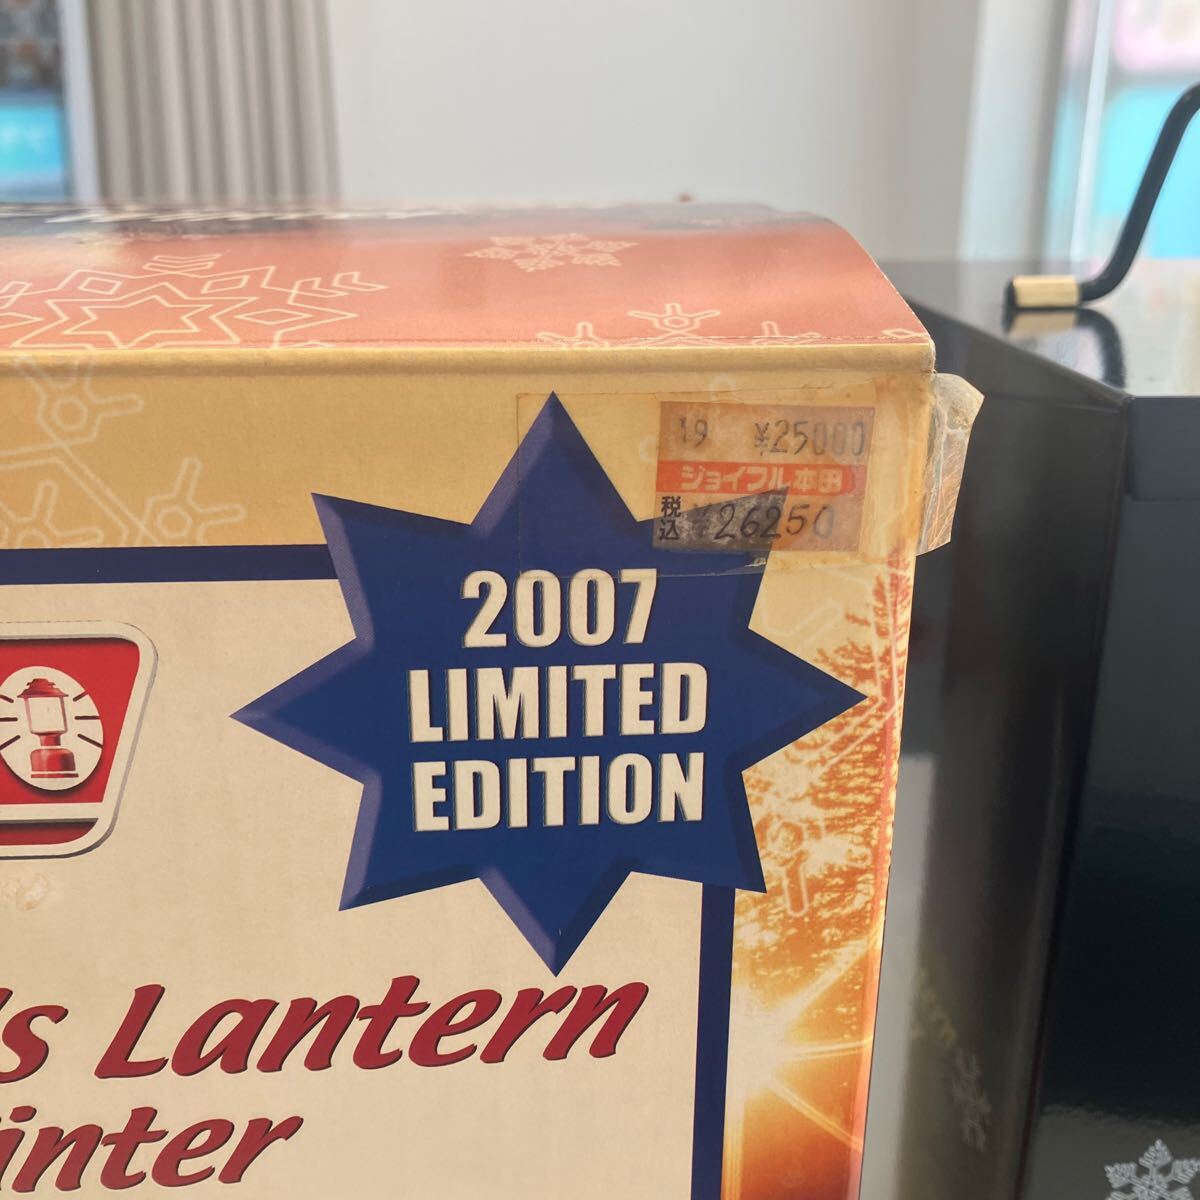 19 ¥25000
ジョイフル本田
税込 ¥26250
2007
LIMITED
EDITION
's Lantern
inter